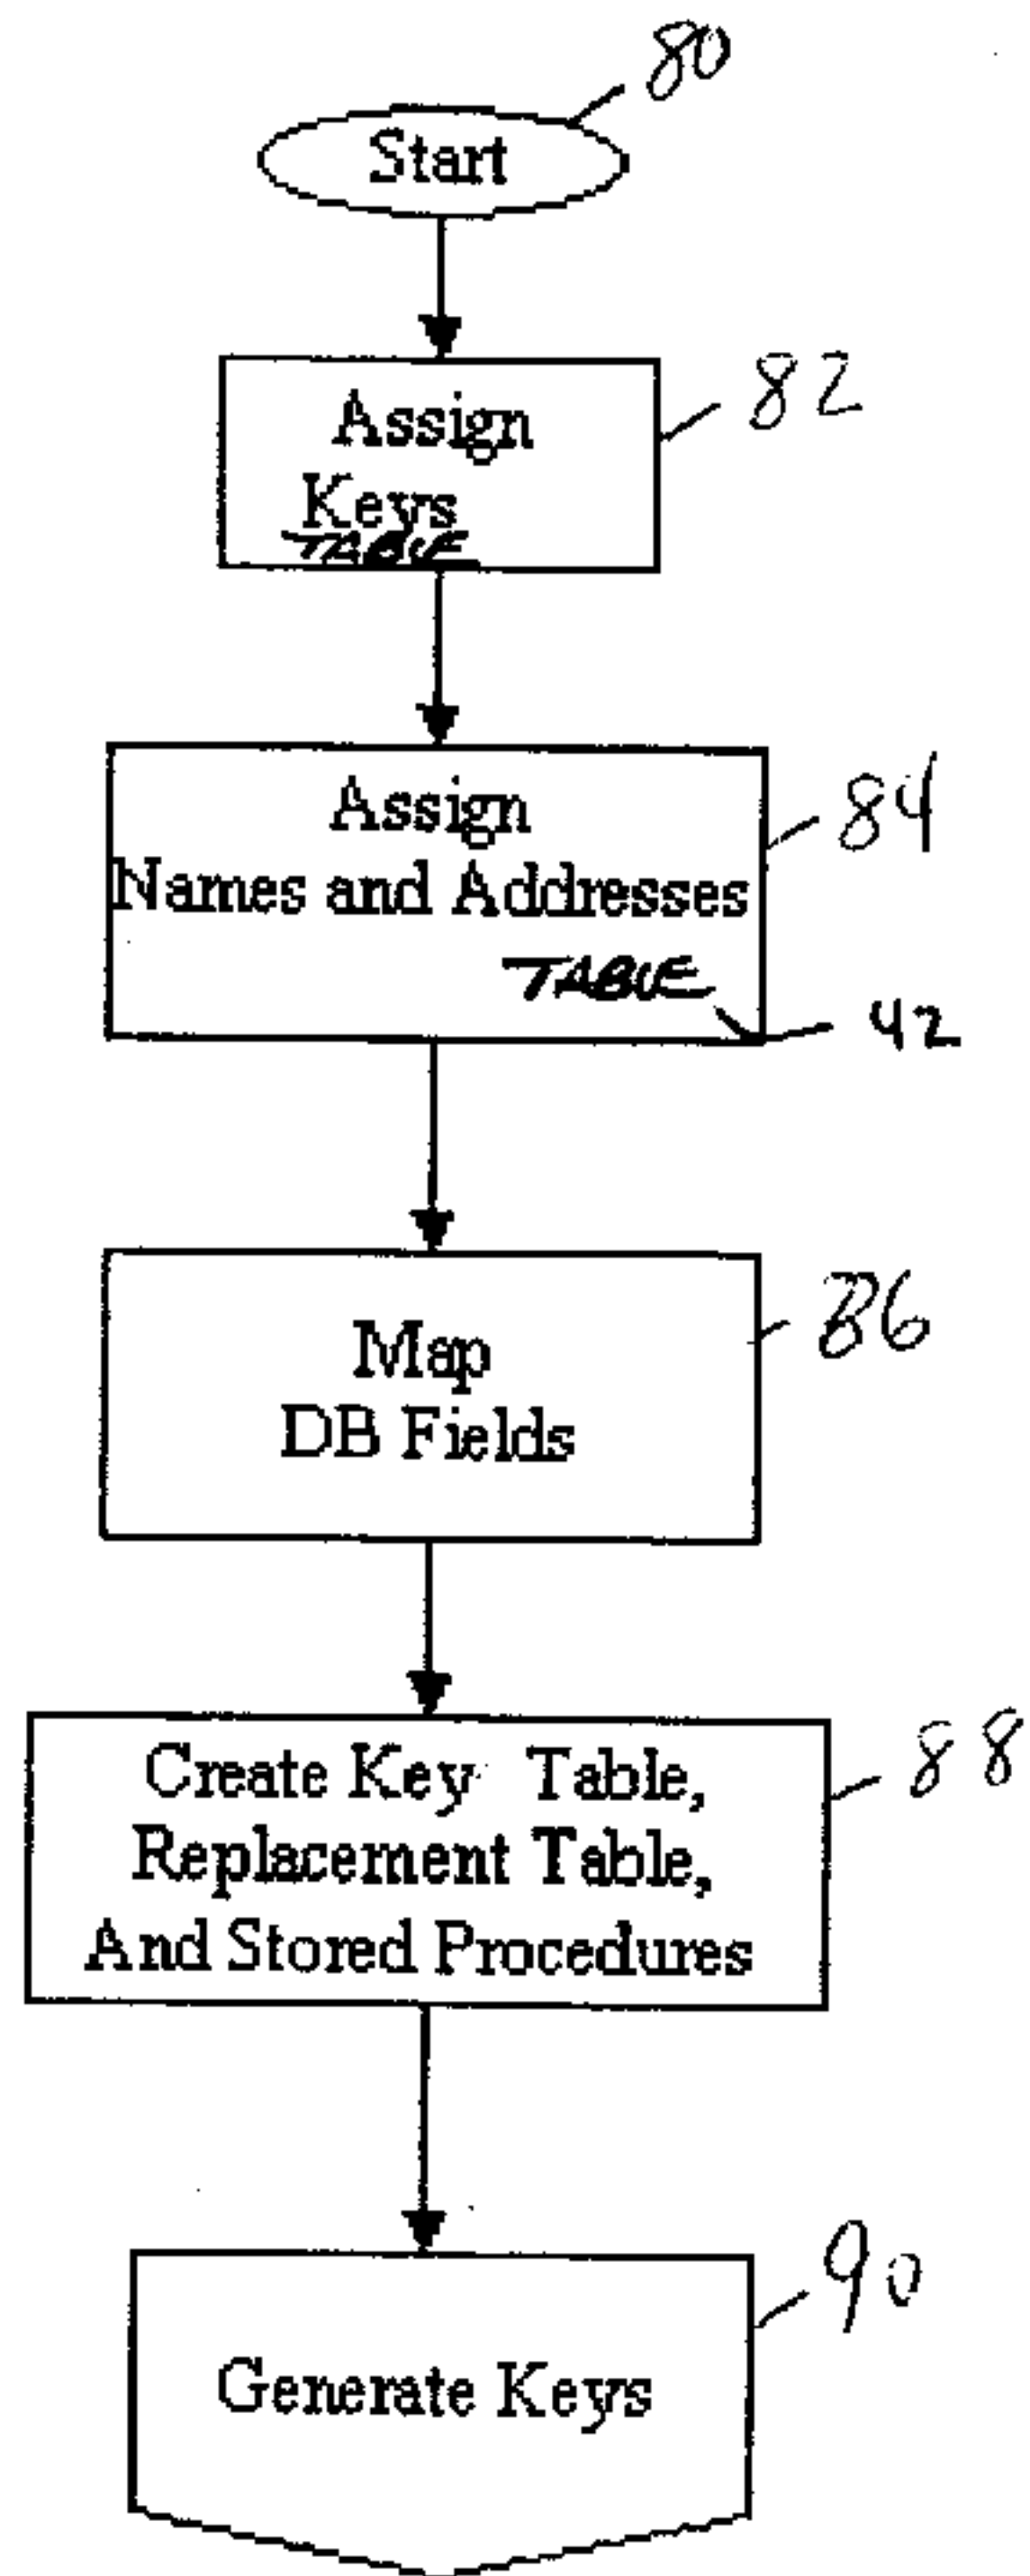 80
Start
82
Assign
Keys
TABLE
84
Assign
Names and Addresses
TABLE
42
86
Map
DB Fields
88
Create Key Table,
Replacement Table,
And Stored Procedures
90
Generate Keys